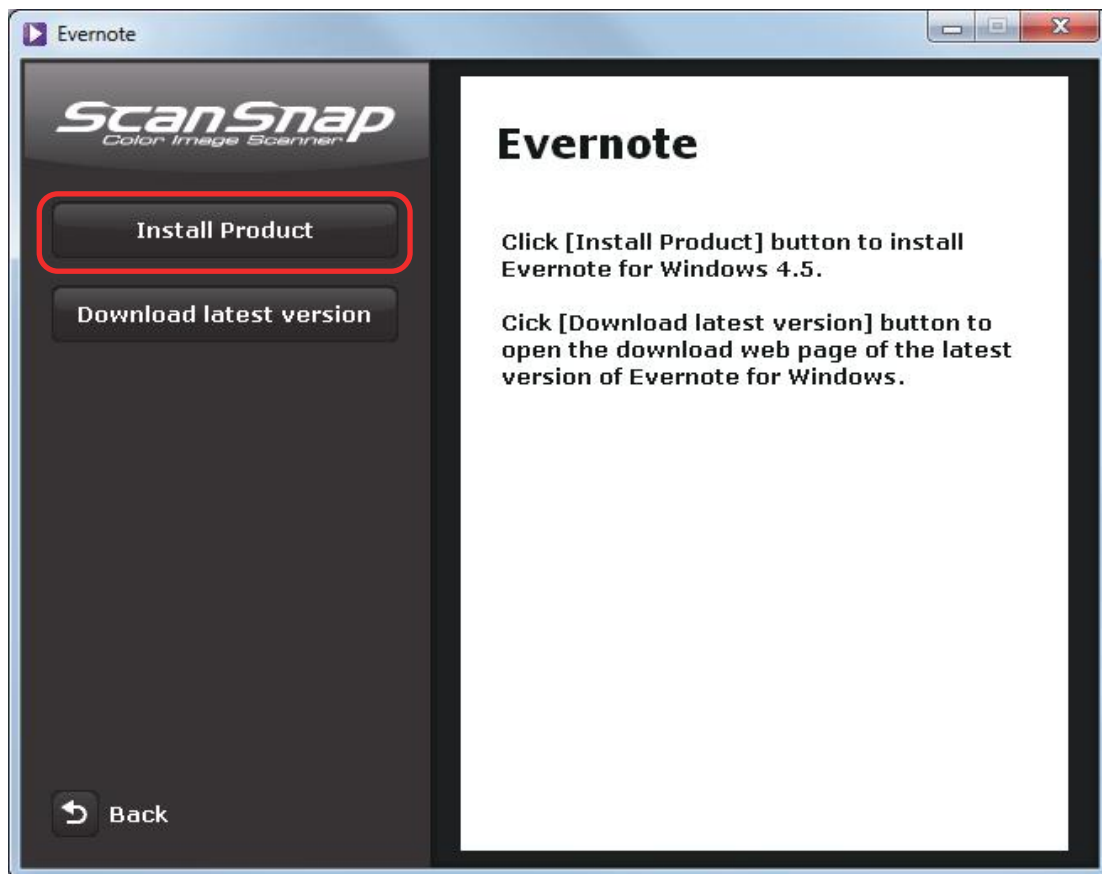 Evernote
ScanSnap
Color Image Scanner
Install Product
Download latest version
Back
Evernote
Click [Install Product] button to install
Evernote for Windows 4.5.
Cick [Download latest version] button to
open the download web page of the latest
version of Evernote for Windows.